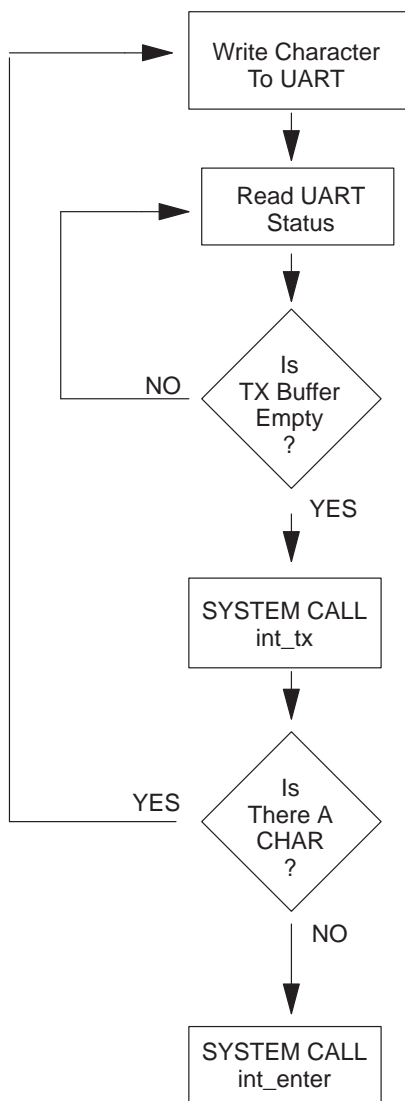 Write Character
To UART
Read UART
Status
Is
TX Buffer
Empty
?
NO
YES
SYSTEM CALL
int_tx
Is
There A
CHAR
?
YES
NO
SYSTEM CALL
int_enter